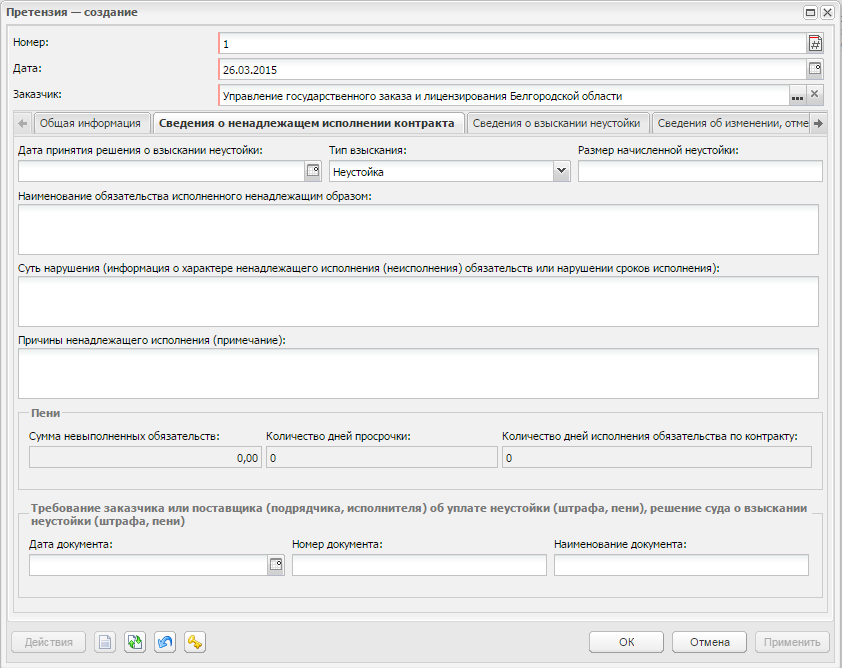 Претензия — создание
Номер:
1
Дата:
26.03.2015
Заказчик:
Управление государственного заказа и лицензирования Белгородской области
Общая информация
Сведения о ненадлежащем исполнении контракта
Сведения о взыскании неустойки
Сведения об изменении, отме
Дата принятия решения о взыскании неустойки:
Тип взыскания:
Размер начисленной неустойки:
Неустойка
Наименование обязательства исполненного ненадлежащим образом:
Суть нарушения (информация о характере ненадлежащего исполнения (неисполнения) обязательств или нарушении сроков исполнения):
Причины ненадлежащего исполнения (примечание):
Пени
Сумма невыполненных обязательств:
Количество дней просрочки:
Количество дней исполнения обязательства по контракту:
0,00
0
0
Требование заказчика или поставщика (подрядчика, исполнителя) об уплате неустойки (штрафа, пени), решение суда о взыскании
неустойки (штрафа, пени)
Дата документа:
Номер документа:
Наименование документа:
Действия
ОК
Отмена
Применить